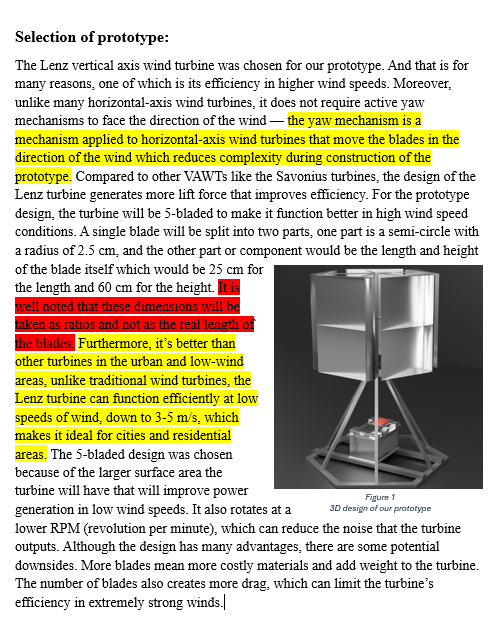 Selection of prototype:
The Lenz vertical axis wind turbine was chosen for our prototype. And that is for
many reasons, one of which is its efficiency in higher wind speeds. Moreover,
unlike many horizontal-axis wind turbines, it does not require active yaw
mechanisms to face the direction of the wind — the yaw mechanism is a
mechanism applied to horizontal-axis wind turbines that move the blades in the
direction of the wind which reduces complexity during construction of the
prototype. Compared to other VAWTs like the Savonius turbines, the design of the
Lenz turbine generates more lift force that improves efficiency. For the prototype
design, the turbine will be 5-bladed to make it function better in high wind speed
conditions. A single blade will be split into two parts, one part is a semi-circle with
a radius of 2.5 cm, and the other part or component would be the length and height
of the blade itself which would be 25 cm for
the length and 60 cm for the height. It is
well noted that these dimensions will be
taken as ratios and not as the real length of
the blades. Furthermore, it’s better than
other turbines in the urban and low-wind
areas, unlike traditional wind turbines, the
Lenz turbine can function efficiently at low
speeds of wind, down to 3-5 m/s, which
makes it ideal for cities and residential
areas. The 5-bladed design was chosen
because of the larger surface area the
turbine will have that will improve power
generation in low wind speeds. It also rotates at a
lower RPM (revolution per minute), which can reduce the noise that the turbine
outputs. Although the design has many advantages, there are some potential
downsides. More blades mean more costly materials and add weight to the turbine.
The number of blades also creates more drag, which can limit the turbine’s
efficiency in extremely strong winds.
Figure 1
3D design of our prototype